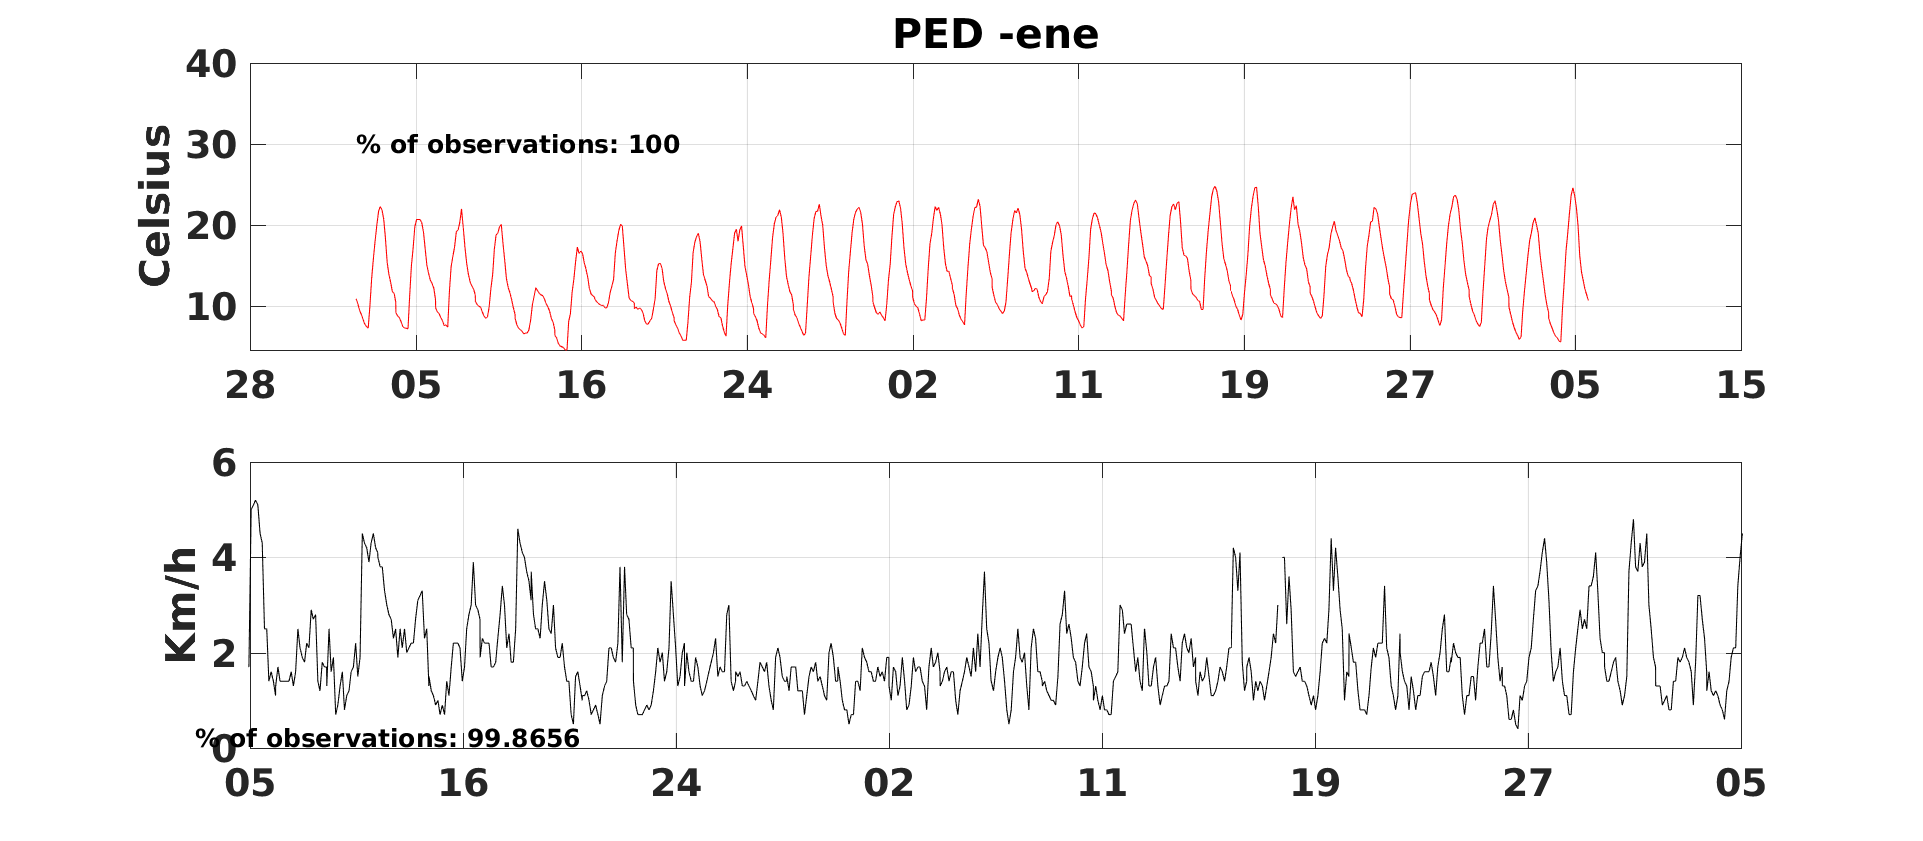 PED -ene
40
30
20
10
Celsius
% of observations: 100
28 05 16 24 02 11 19 27 05 15
6
4
2
0
Km/h
% of observations: 99.8656
05 16 24 02 11 19 27 05